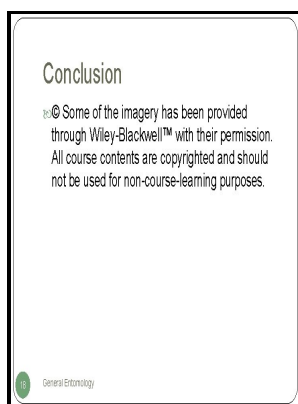 Conclusion
© Some of the imagery has been provided
through Wiley-Blackwell™ with their permission.
All course contents are copyrighted and should
not be used for non-course-learning purposes.
18
General Entomology